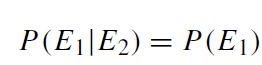 P(E₁|E₂) = P(E₁)